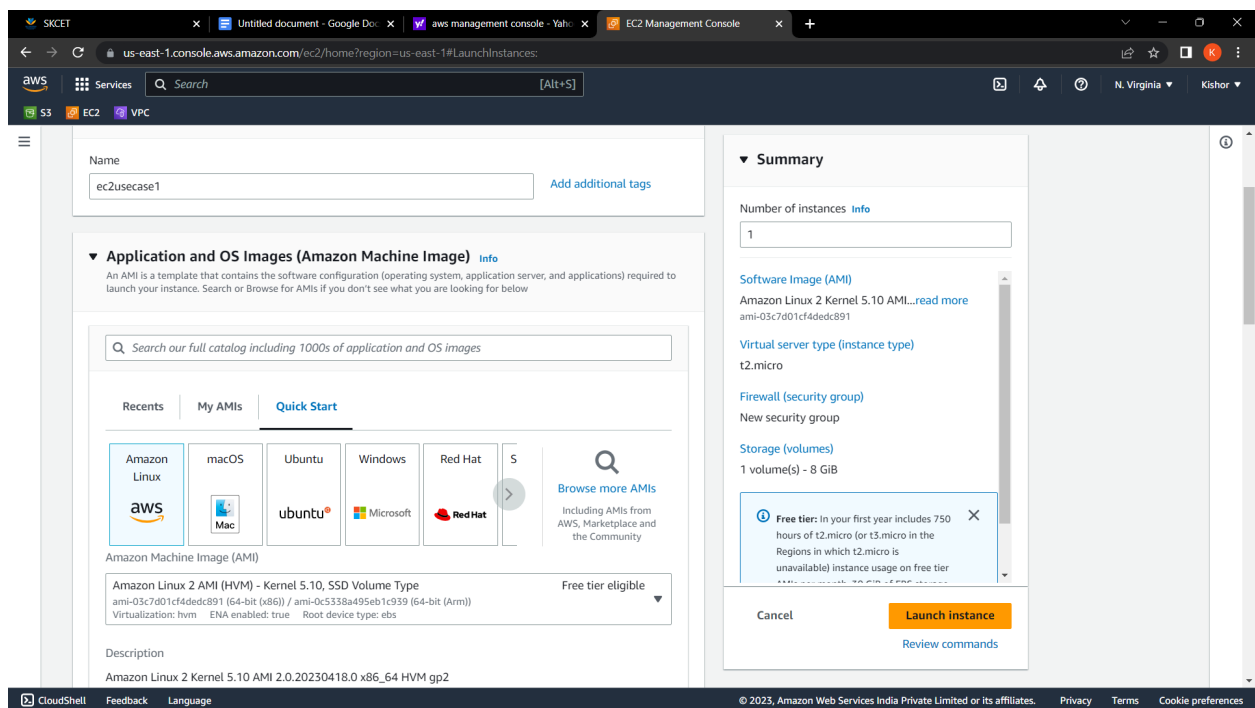 SKCET
Untitled document - Google Doc
aws management console - Yaho
EC2 Management Console
us-east-1.console.aws.amazon.com/ec2/home?region=us-east-1#LaunchInstances:
K
aws
Services
Search
[Alt+S]
N. Virginia
Kishor
S3
EC2
VPC
Name
ec2usecase1
Add additional tags
Application and OS Images (Amazon Machine Image) Info
An AMI is a template that contains the software configuration (operating system, application server, and applications) required to
launch your instance. Search or Browse for AMIs if you don't see what you are looking for below
Search our full catalog including 1000s of application and OS images
Recents
My AMIs
Quick Start
Amazon
Linux
aws
macOS
Mac
Ubuntu
ubuntu
Windows
Microsoft
Red Hat
Red Hat
S
Browse more AMIs
Including AMIs from
AWS, Marketplace and
the Community
Amazon Machine Image (AMI)
Amazon Linux 2 AMI (HVM) - Kernel 5.10, SSD Volume Type
Free tier eligible
ami-03c7d01cf4dedc891 (64-bit (x86)) / ami-0c5338a495eb1c939 (64-bit (Arm))
Virtualization: hvm ENA enabled: true Root device type: ebs
Description
Amazon Linux 2 Kernel 5.10 AMI 2.0.20230418.0 x86_64 HVM gp2
Summary
Number of instances Info
1
Software Image (AMI)
Amazon Linux 2 Kernel 5.10 AMI...read more
ami-03c7d01cf4dedc891
Virtual server type (instance type)
t2.micro
Firewall (security group)
New security group
Storage (volumes)
1 volume(s) - 8 GiB
Free tier: In your first year includes 750
hours of t2.micro (or t3.micro in the
Regions in which t2.micro is
unavailable) instance usage on free tier
AMIs per month, 30 GiB of EBS storage,
Cancel
Launch instance
Review commands
CloudShell
Feedback
Language
© 2023, Amazon Web Services India Private Limited or its affiliates.
Privacy
Terms
Cookie preferences